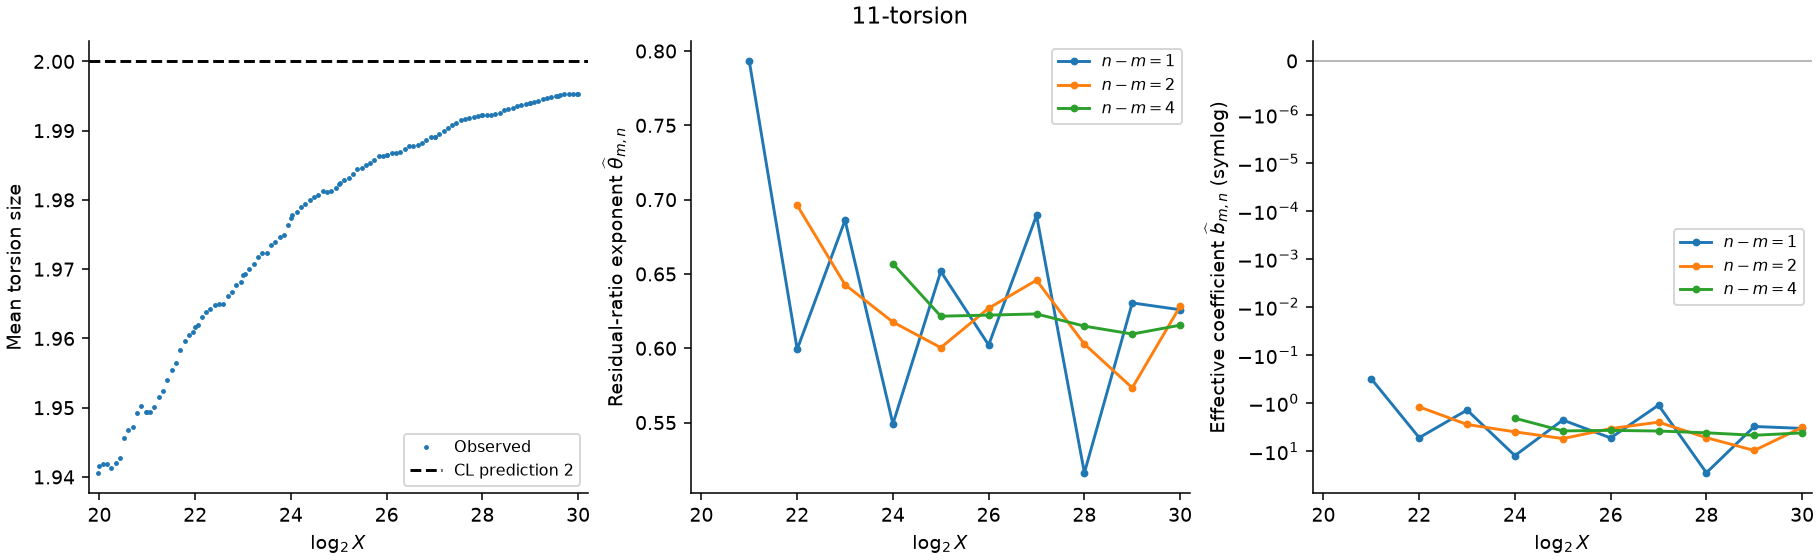 11-torsion
Mean torsion size
2.00
1.99
1.98
1.97
1.96
1.95
1.94
20 22 24 26 28 30
log₂ X
Observed
CL prediction 2
Residual-ratio exponent θ̂ₘ,ₙ
0.80
0.75
0.70
0.65
0.60
0.55
20 22 24 26 28 30
log₂ X
n − m = 1
n − m = 2
n − m = 4
Effective coefficient b̂ₘ,ₙ (symlog)
0
−10⁻⁶
−10⁻⁵
−10⁻⁴
−10⁻³
−10⁻²
−10⁻¹
−10⁰
−10¹
20 22 24 26 28 30
log₂ X
n − m = 1
n − m = 2
n − m = 4